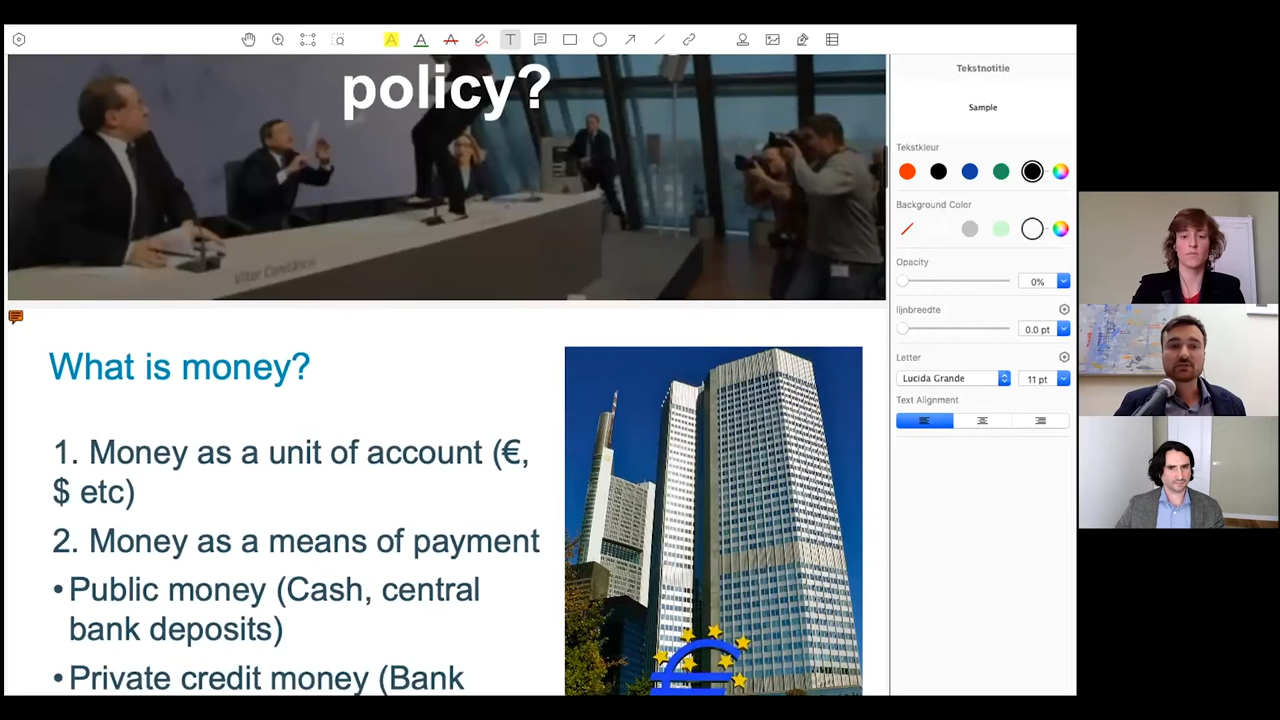 policy?
Vitor Constâncio
What is money?
1. Money as a unit of account (€,
$ etc)
2. Money as a means of payment
•Public money (Cash, central
bank deposits)
•Private credit money (Bank
A
A
A
T
Tekstnotitie
Sample
Tekstkleur
Background Color
Opacity
0%
lijnbreedte
0.0 pt
Letter
Lucida Grande
11 pt
Text Alignment